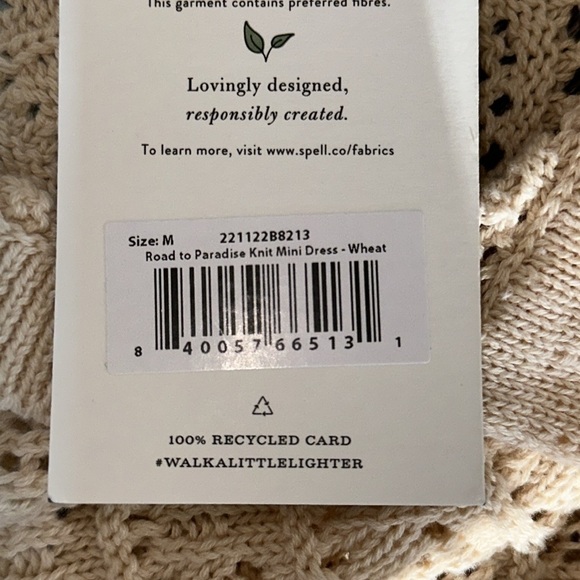 This garment contains preferred fibres.
Lovingly designed,
responsibly created.
To learn more, visit www.spell.co/fabrics
Size: M 221122B8213
Road to Paradise Knit Mini Dress - Wheat
8 40057 66513 1
100% RECYCLED CARD
#WALKALITTLELIGHTER